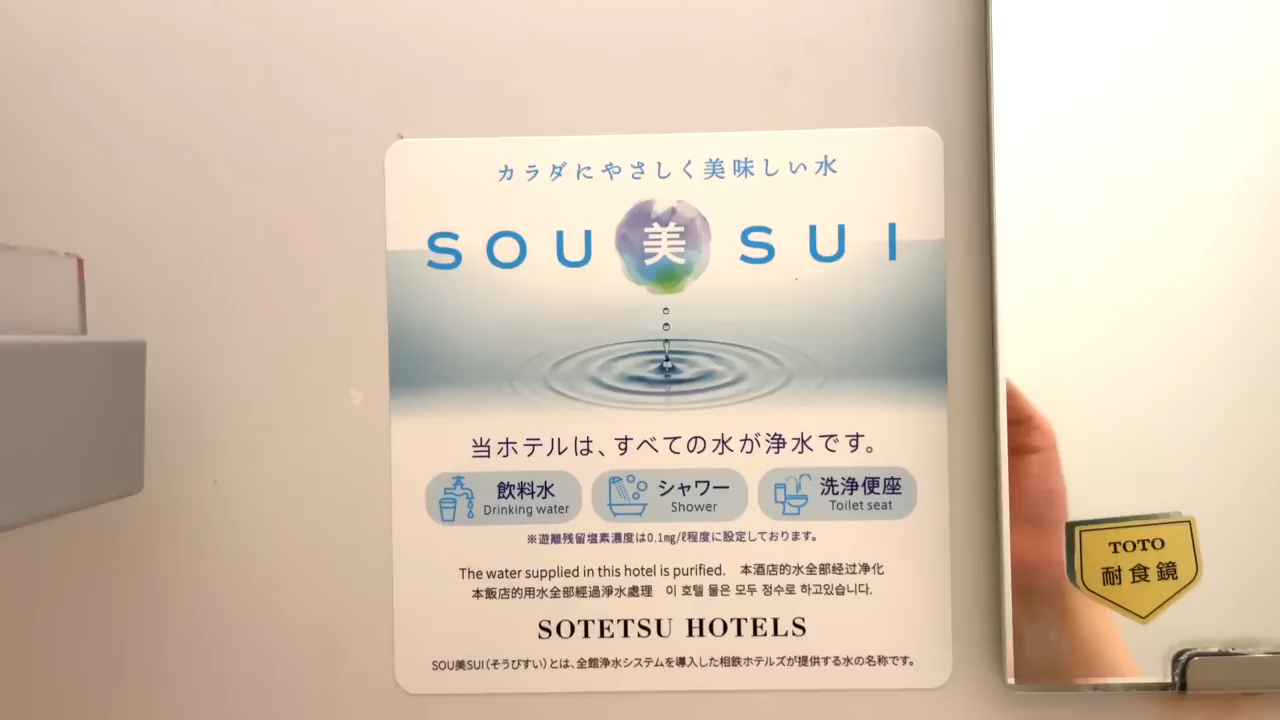 カラダにやさしく美味しい水
SOU美SUI
当ホテルは、すべての水が浄水です。
飲料水
Drinking water
シャワー
Shower
洗浄便座
Toilet seat
※遊離残留塩素濃度は0.1mg/ℓ程度に設定しております。
The water supplied in this hotel is purified. 本酒店的水全部经过净化
本飯店的用水全部經過淨水處理 이 호텔 물은 모두 정수로 하고있습니다.
SOTETSU HOTELS
SOU美SUI(そうびすい)とは、全館浄水システムを導入した相鉄ホテルズが提供する水の名称です。
TOTO
耐食鏡